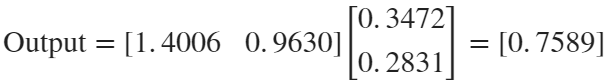 Output = [1.4006 0.9630] [0.3472 0.2831] = [0.7589]